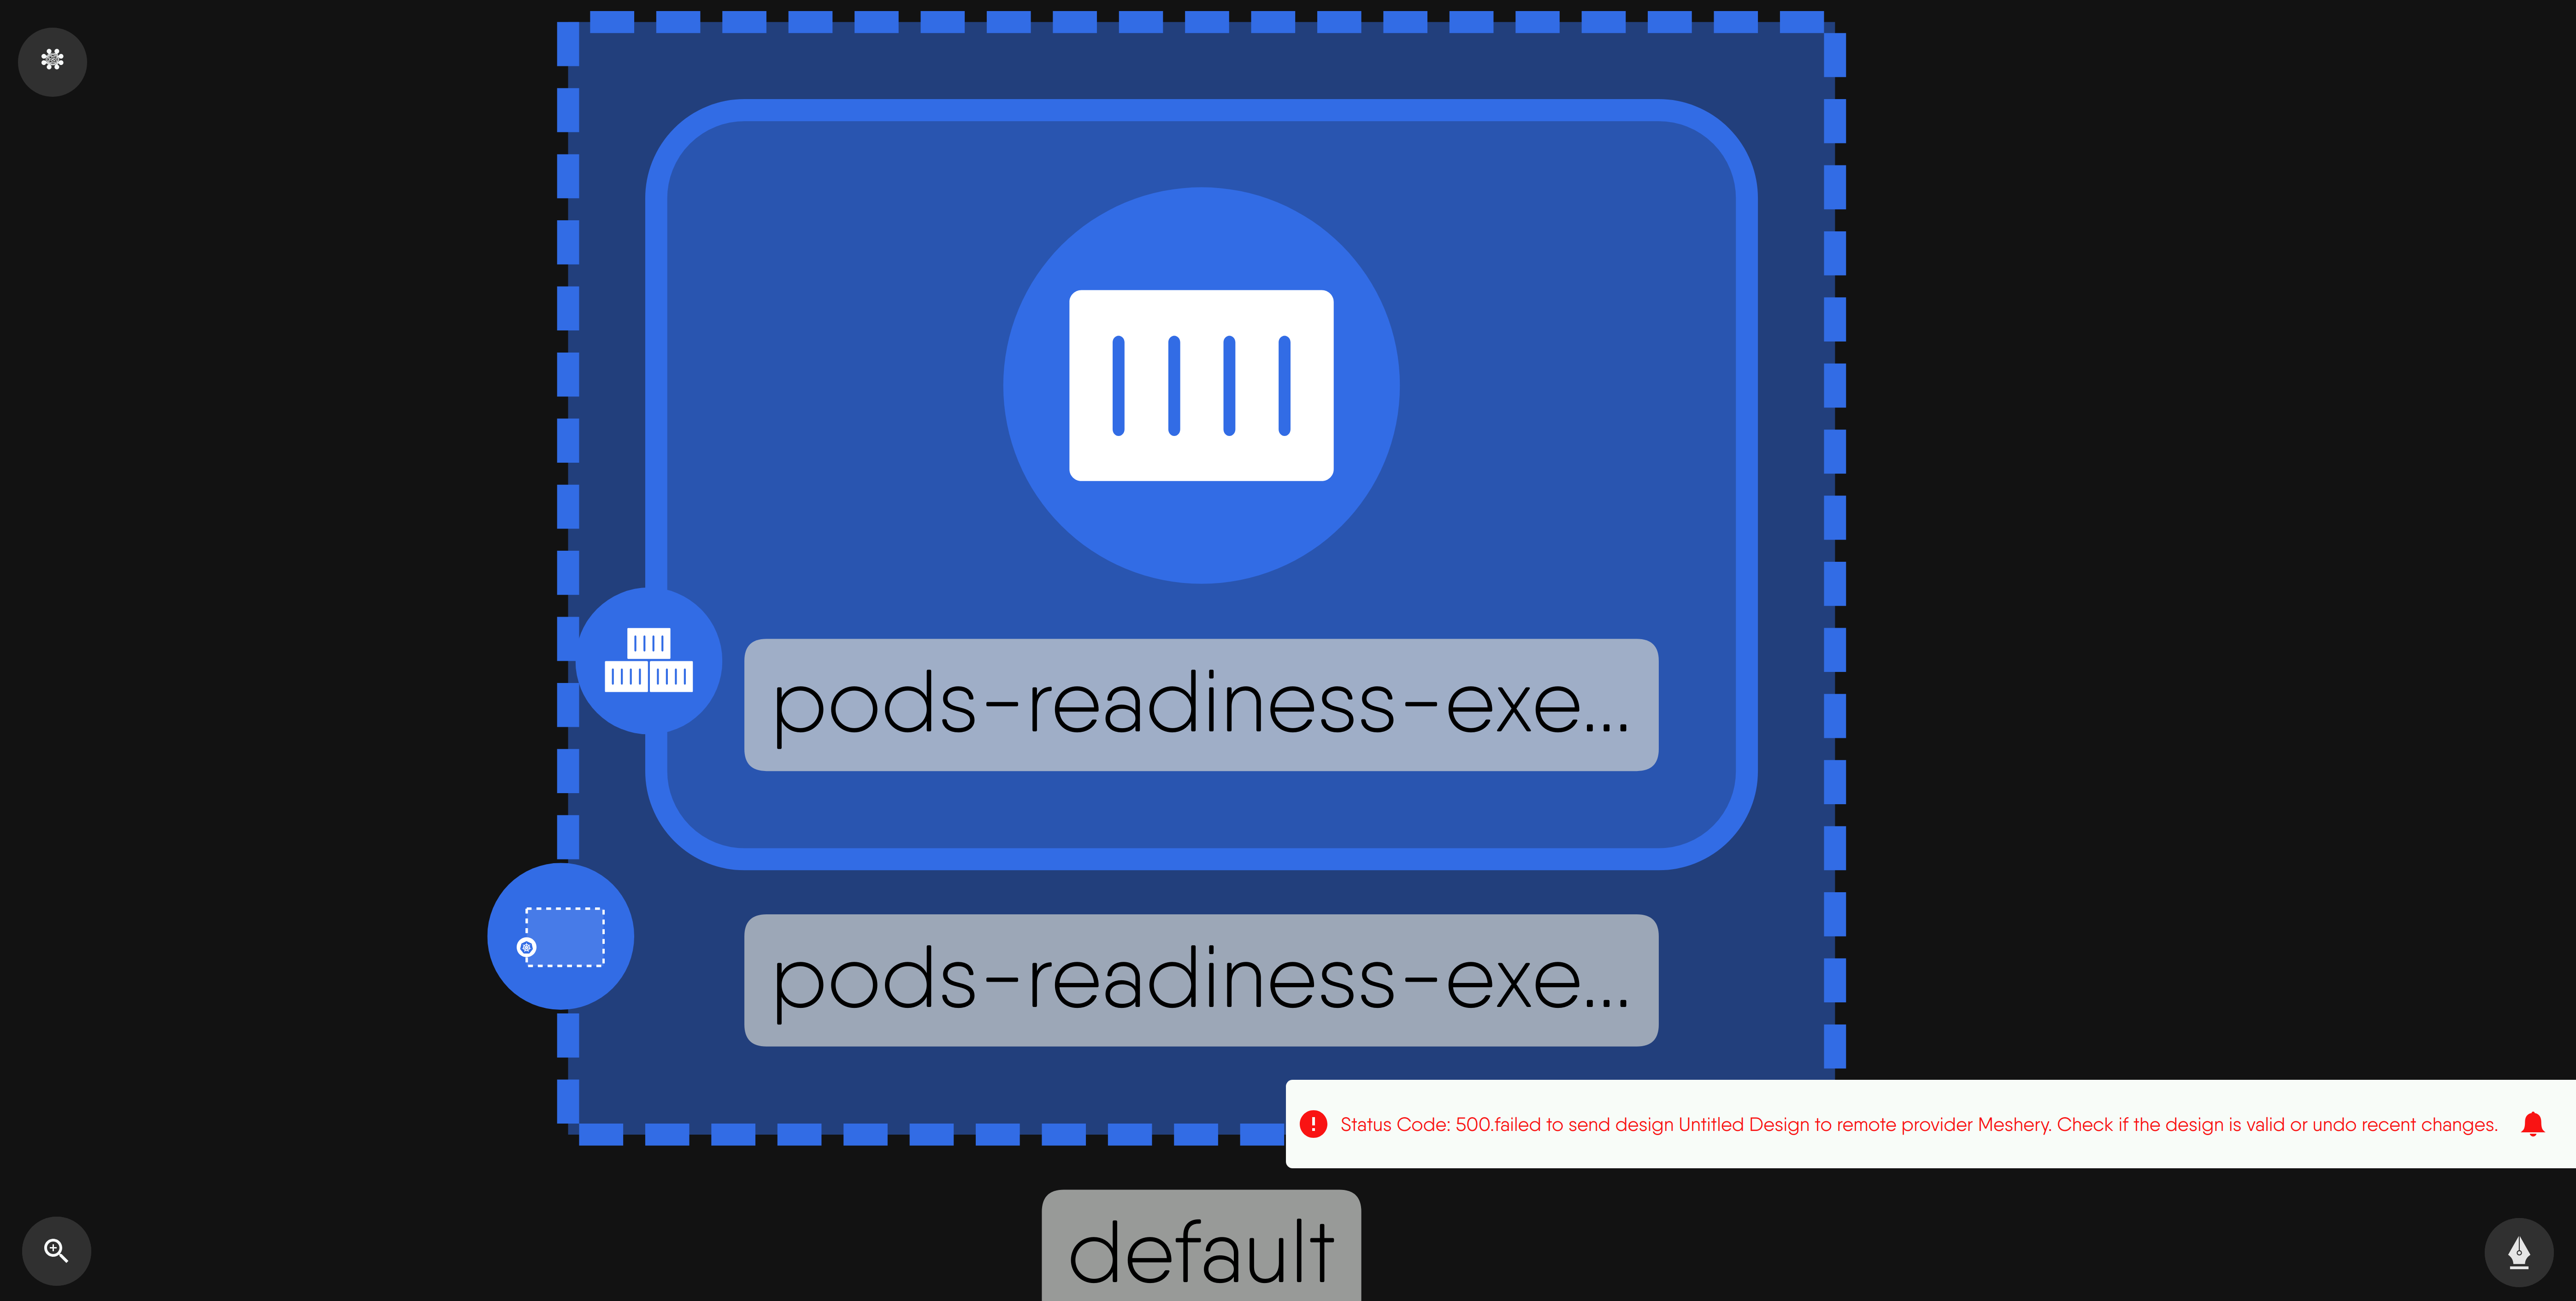 pods-readiness-exe...
pods-readiness-exe...
Status Code: 500.failed to send design Untitled Design to remote provider Meshery. Check if the design is valid or undo recent changes.
default